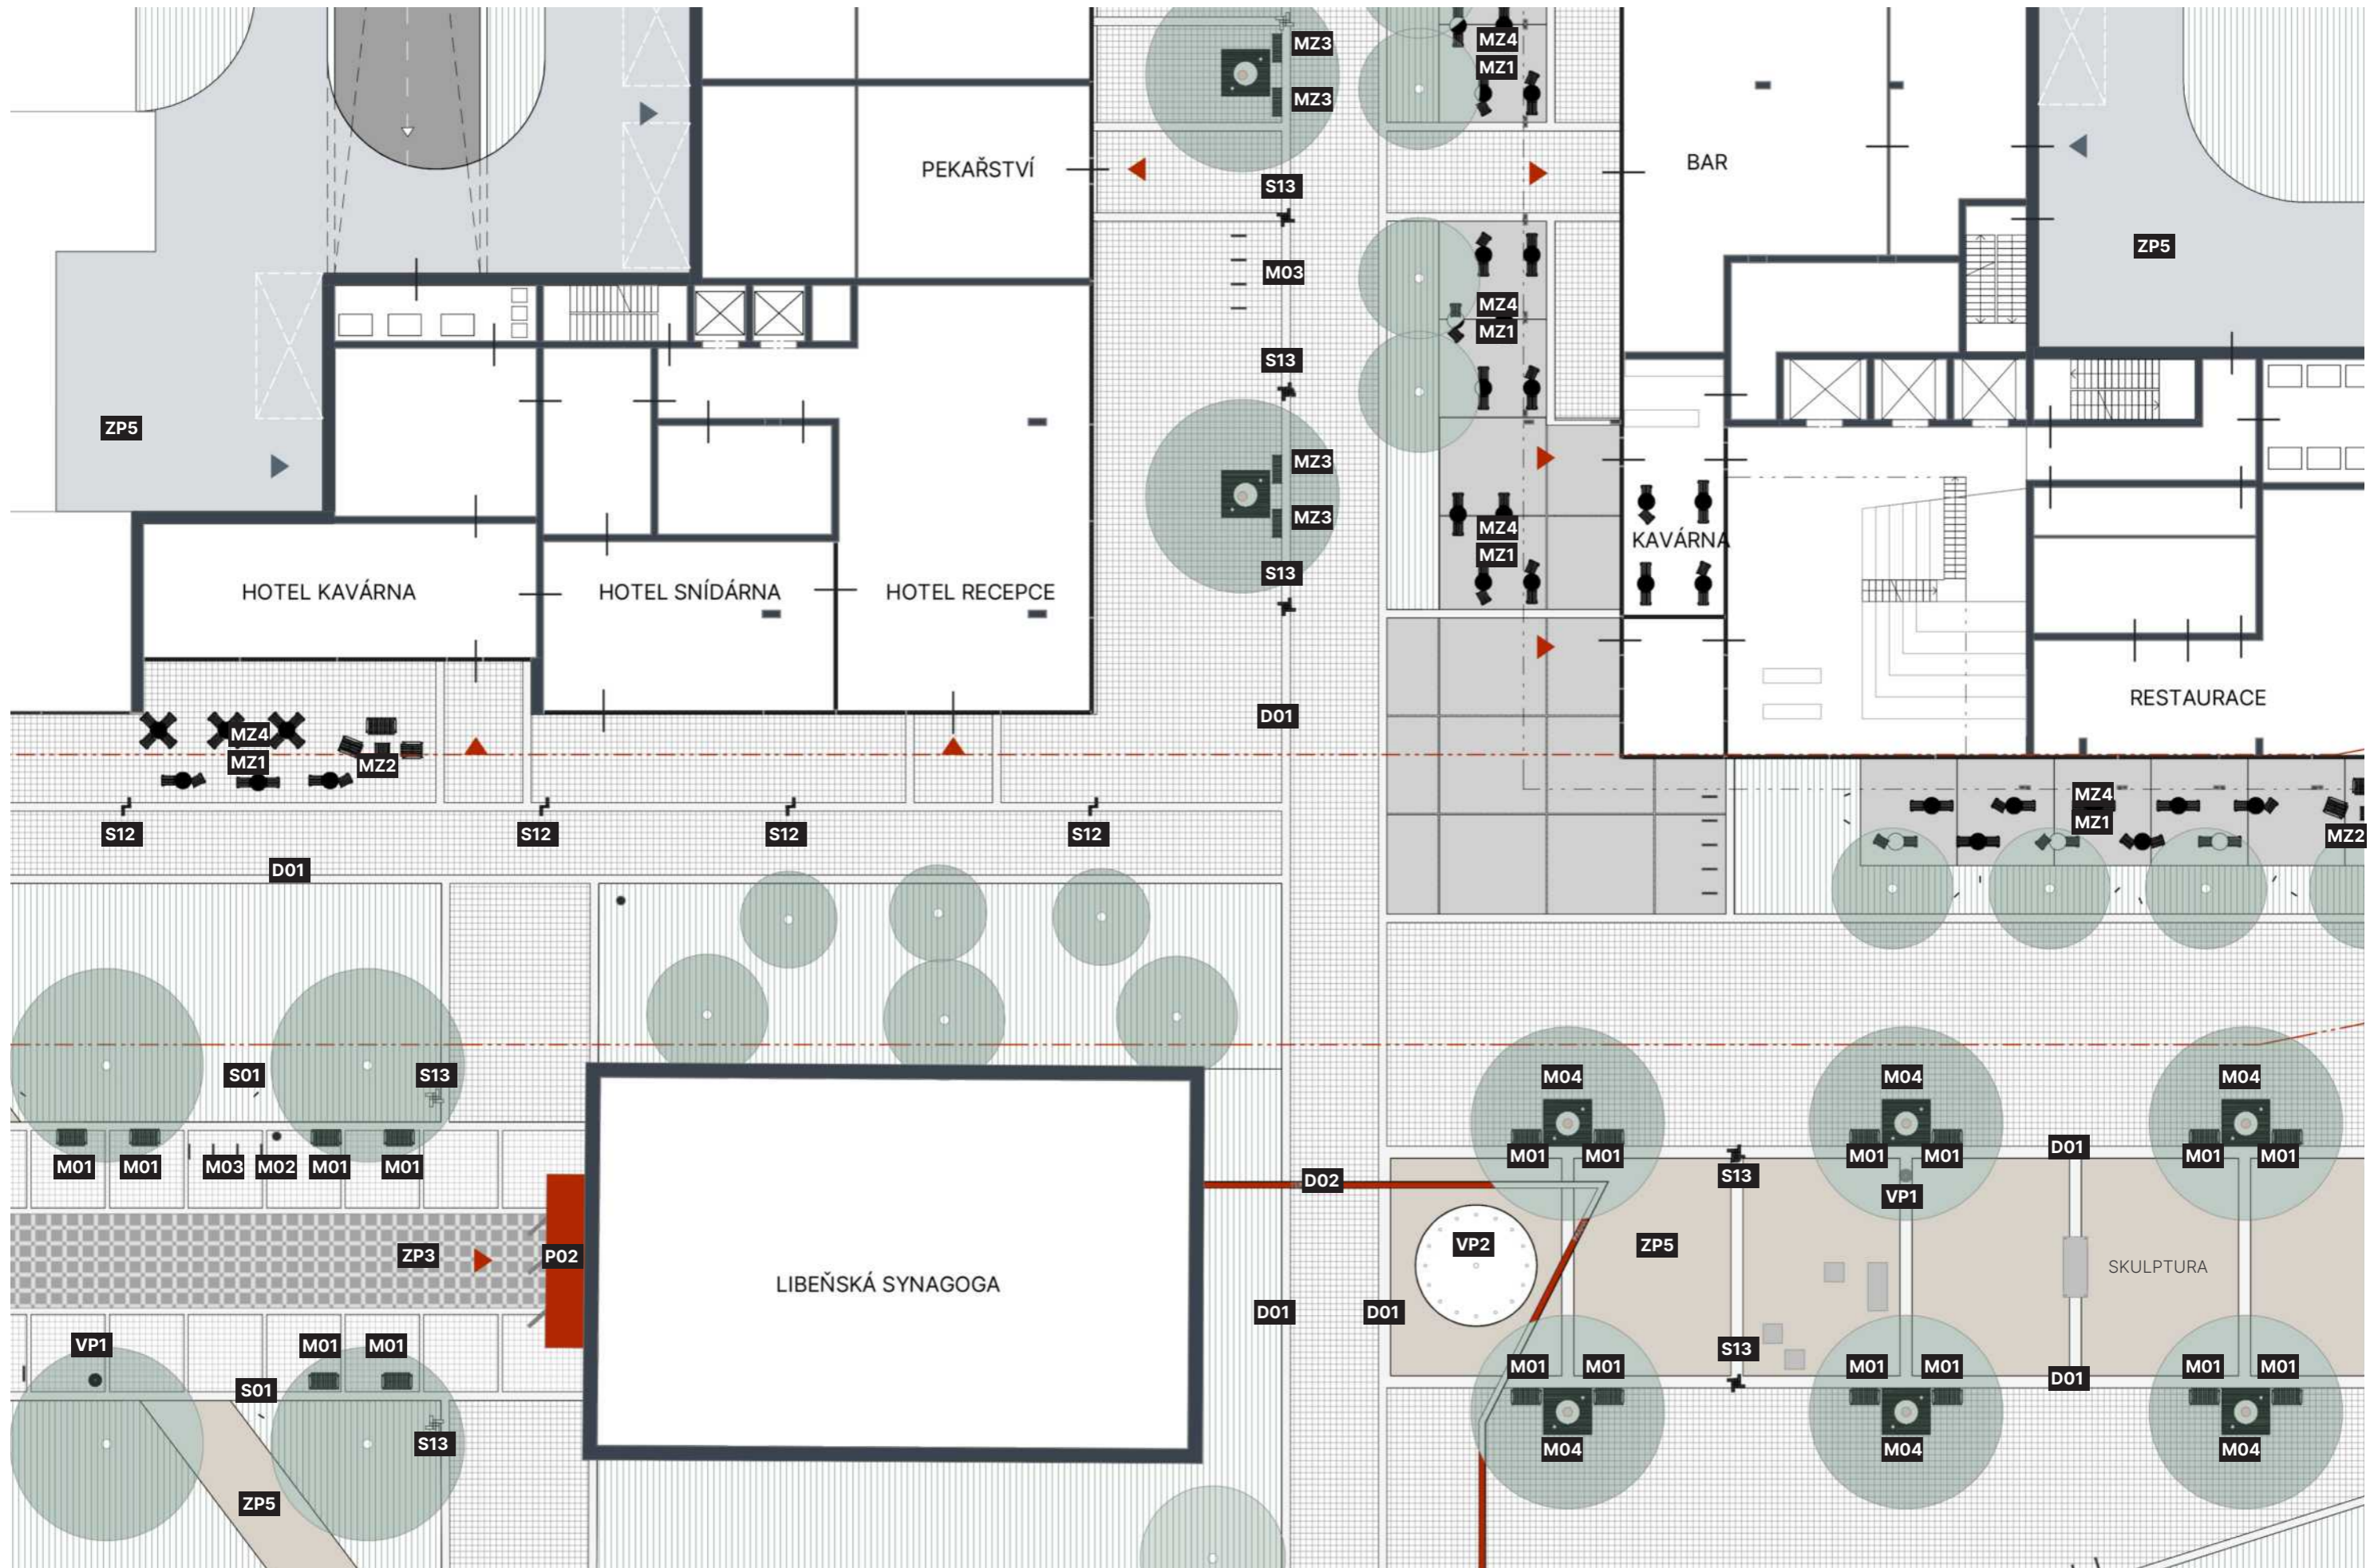 MZ3
MZ4
MZ1
MZ3
PEKAŘSTVÍ
BAR
S13
ZP5
M03
MZ4
MZ1
S13
ZP5
MZ3
MZ3
MZ4
MZ1
KAVÁRNA
S13
HOTEL KAVÁRNA
HOTEL SNÍDÁRNA
HOTEL RECEPCE
RESTAURACE
D01
MZ4
MZ1
MZ2
MZ4
MZ1
MZ2
S12
S12
S12
S12
D01
S01
S13
M04
M04
M04
M01
M01
M03
M02
M01
M01
M01
M01
M01
M01
D01
M01
M01
D02
S13
VP1
ZP3
P02
VP2
ZP5
SKULPTURA
LIBEŇSKÁ SYNAGOGA
D01
D01
VP1
M01
M01
S13
M01
M01
M01
M01
D01
M01
M01
S01
S13
M04
M04
M04
ZP5